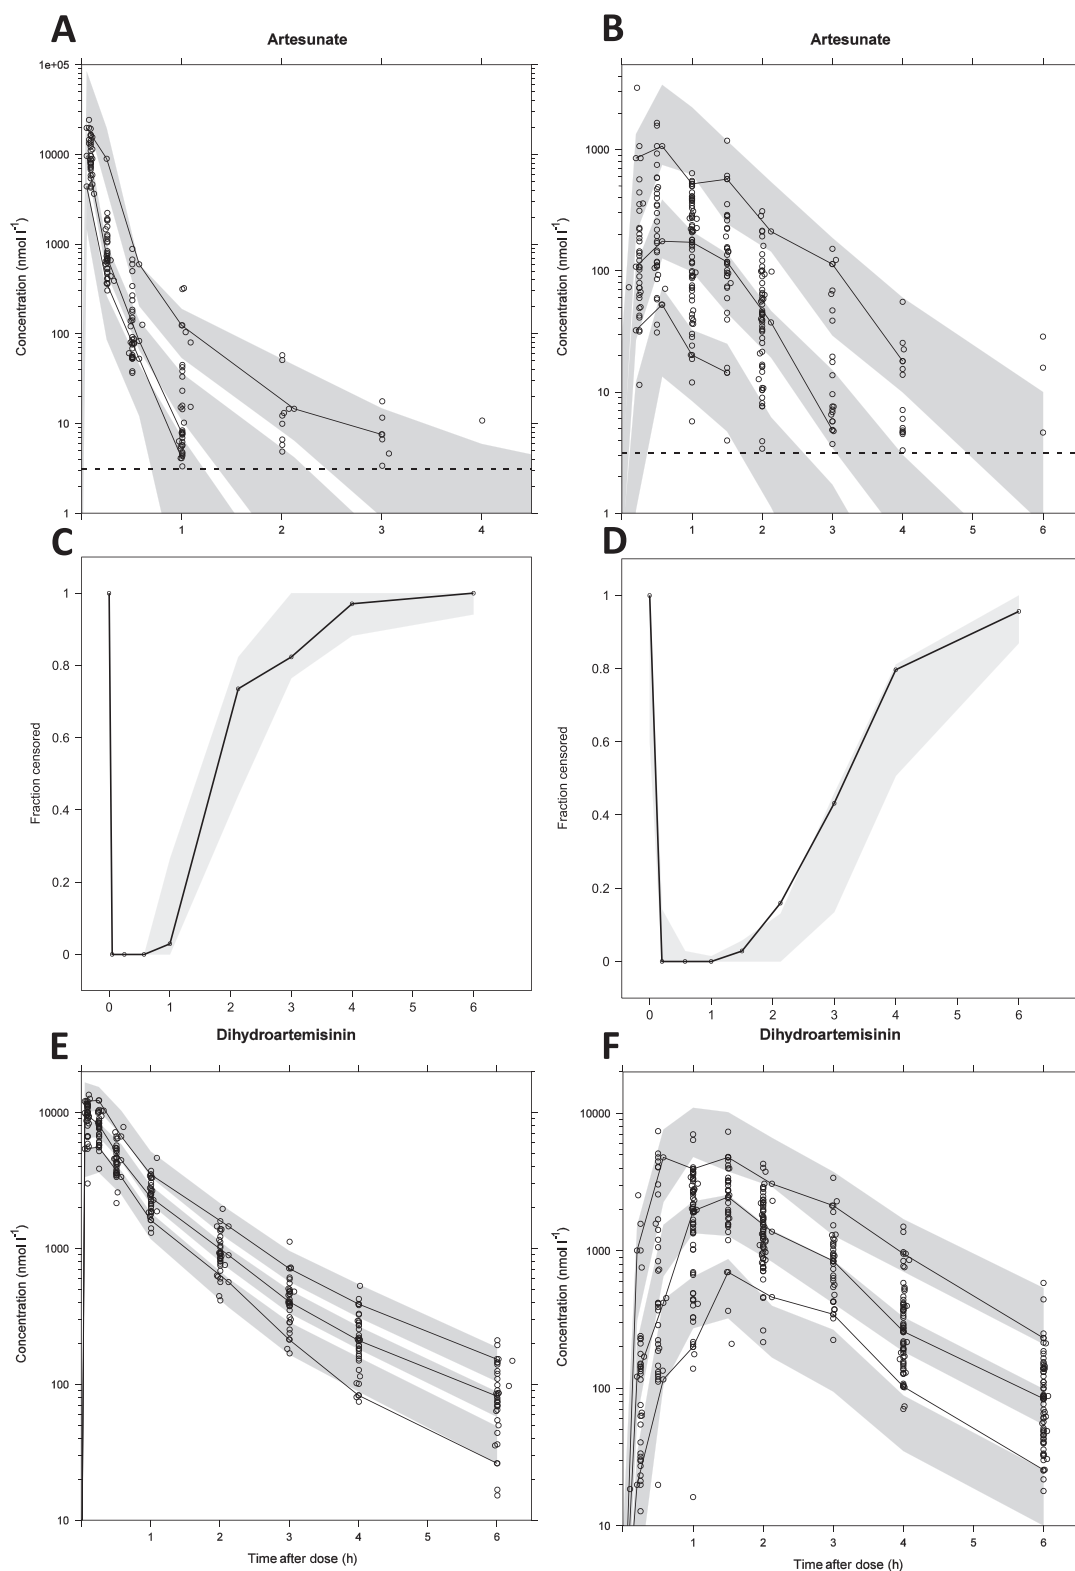 A
Artesunate
1e+05
10000
1000
100
10
1
Concentration (nmol l⁻¹)
1 2 3 4
B
Artesunate
1000
100
10
1
Concentration (nmol l⁻¹)
1 2 3 4 6
C
1
0.8
0.6
0.4
0.2
0
Fraction censored
0 1 2 3 4 5 6
D
1
0.8
0.6
0.4
0.2
0
Fraction censored
0 1 2 3 4 5 6
E
Dihydroartemisinin
10000
1000
100
10
Concentration (nmol l⁻¹)
1 2 3 4 5 6
Time after dose (h)
F
Dihydroartemisinin
10000
1000
100
10
Concentration (nmol l⁻¹)
1 2 3 4 5 6
Time after dose (h)